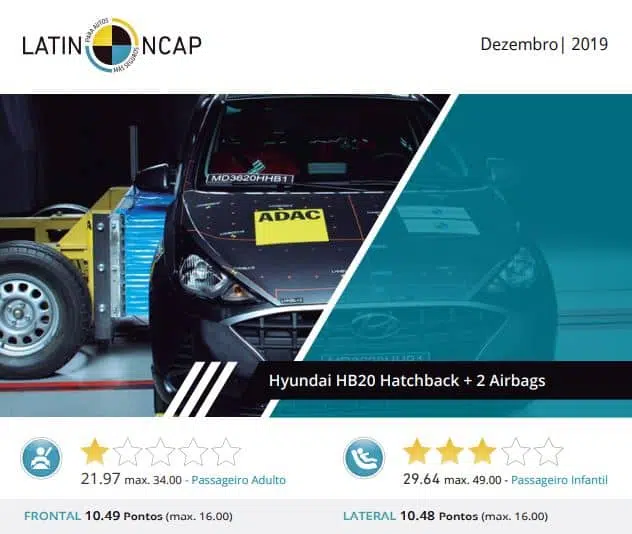 LATIN NCAP
PARA AUTOS
MÁS SEGUROS
Dezembro| 2019
MD3620HHB1
ADAC
Hyundai HB20 Hatchback + 2 Airbags
21.97 max. 34.00 - Passageiro Adulto
29.64 max. 49.00 - Passageiro Infantil
FRONTAL 10.49 Pontos (max. 16.00)
LATERAL 10.48 Pontos (max. 16.00)